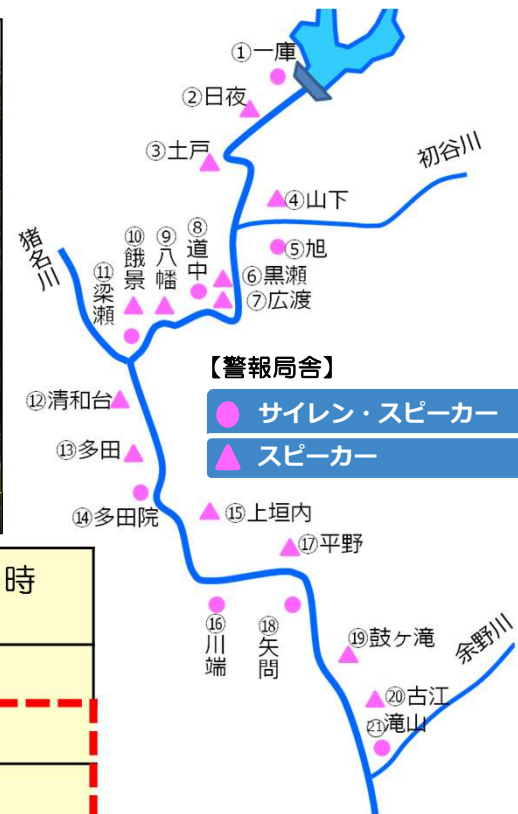 ①一庫
②日夜
③土戸
初谷川
④山下
⑤旭
猪名川
⑪梁瀬
⑩餓景
⑨八幡
⑧道中
⑥黒瀬
⑦広渡
【警報局舎】
サイレン・スピーカー
スピーカー
⑫清和台
⑬多田
⑭多田院
⑮上垣内
⑰平野
時
⑯川端
⑱矢問
⑲鼓ヶ滝
余野川
⑳古江
㉑滝山